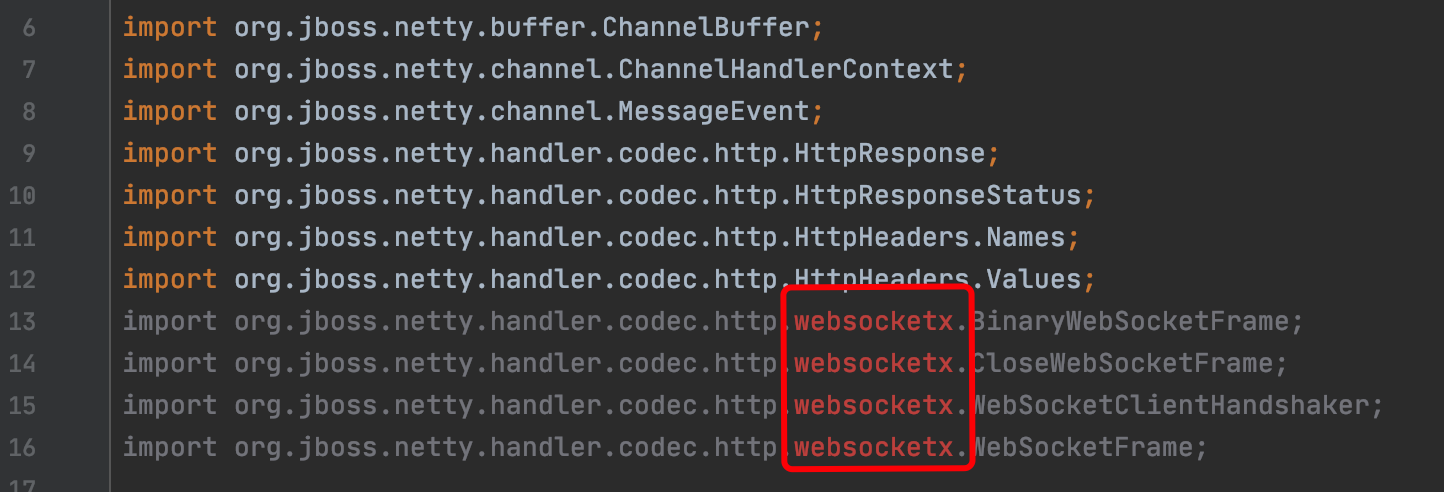 6 import org.jboss.netty.buffer.ChannelBuffer;
7 import org.jboss.netty.channel.ChannelHandlerContext;
8 import org.jboss.netty.channel.MessageEvent;
9 import org.jboss.netty.handler.codec.http.HttpResponse;
10 import org.jboss.netty.handler.codec.http.HttpResponseStatus;
11 import org.jboss.netty.handler.codec.http.HttpHeaders.Names;
12 import org.jboss.netty.handler.codec.http.HttpHeaders.Values;
13 import org.jboss.netty.handler.codec.http.websocketx.BinaryWebSocketFrame;
14 import org.jboss.netty.handler.codec.http.websocketx.CloseWebSocketFrame;
15 import org.jboss.netty.handler.codec.http.websocketx.WebSocketClientHandshaker;
16 import org.jboss.netty.handler.codec.http.websocketx.WebSocketFrame;
17